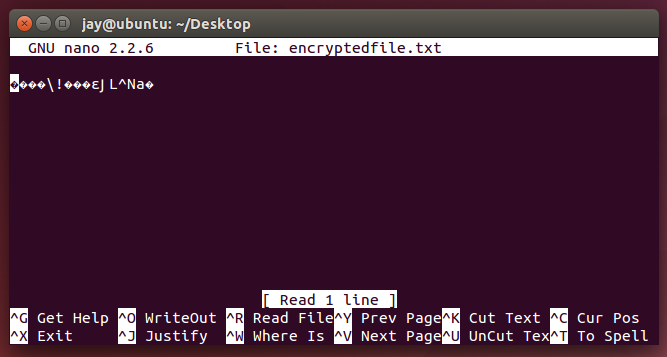 jay@ubuntu: ~/Desktop
GNU nano 2.2.6 File: encryptedfile.txt
����\!���εJ L^Na�
[ Read 1 line ]
^G Get Help ^O WriteOut ^R Read File ^Y Prev Page ^K Cut Text ^C Cur Pos
^X Exit ^J Justify ^W Where Is ^V Next Page ^U UnCut Tex ^T To Spell